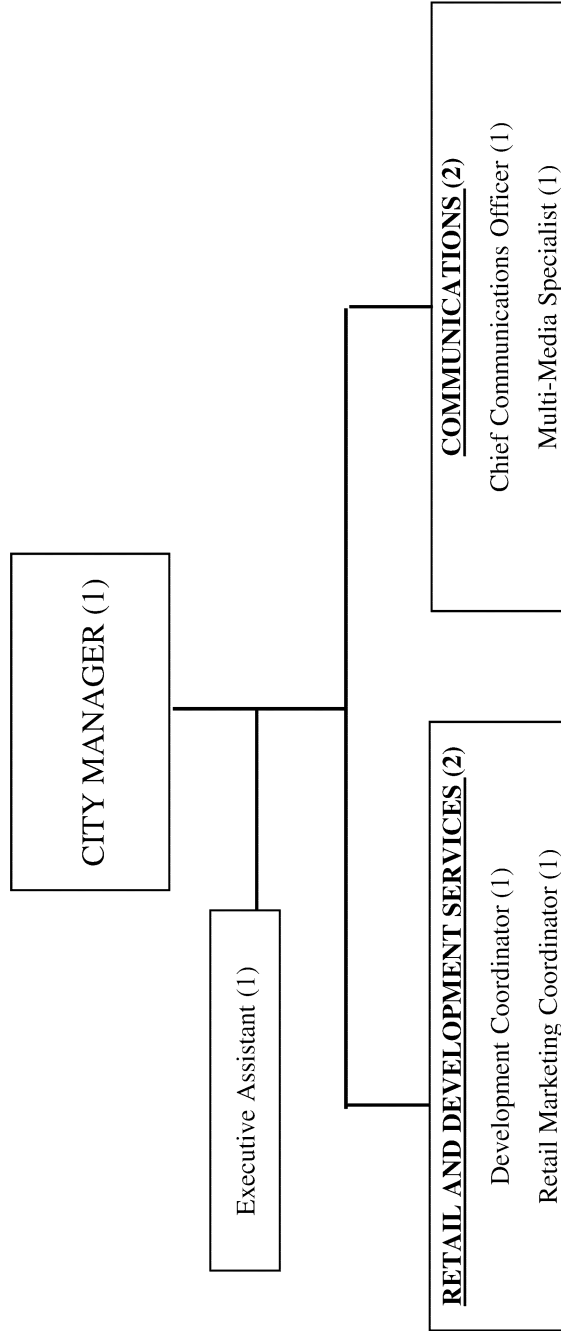 CITY MANAGER (1)
Executive Assistant (1)
RETAIL AND DEVELOPMENT SERVICES (2)
Development Coordinator (1)
Retail Marketing Coordinator (1)
COMMUNICATIONS (2)
Chief Communications Officer (1)
Multi-Media Specialist (1)